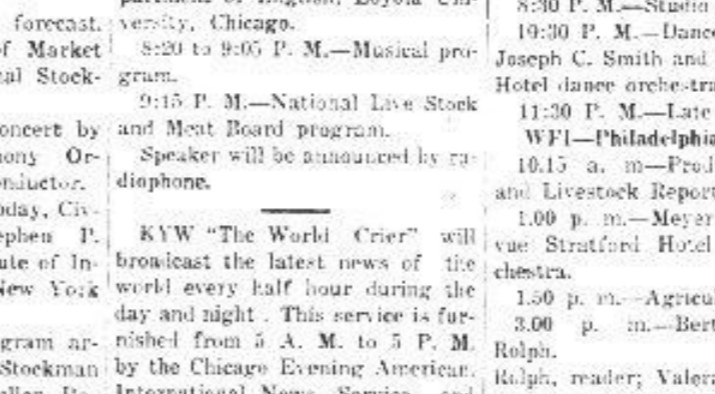 forecast.
of Market
nal Stock-
oncert by
hony Or-
nductor.
oday, Civ-
ephen P.
ute of In-
New York
gram ar-
Stockman
versity, Chicago.
8:20 to 9:05 P. M.—Musical pro-
gram.
9:15 P. M.—National Live Stock
and Meat Board program.
Speaker will be announced by ra-
diophone.
KYW "The World Crier" will
broadcast the latest news of the
world every half hour during the
day and night . This service is fur-
nished from 5 A. M. to 5 P. M.
by the Chicago Evening American,
International News Service, and
8:30 P. M.—Studio
10:30 P. M.—Dance
Joseph C. Smith and
Hotel dance orchestra
11:30 P. M.—Late
WFI—Philadelphia
10.15 a. m—Prod
and Livestock Report
1.00 p. m.—Meyer
vue Stratford Hotel
chestra.
1.50 p. m.—Agricul
3.00 p. m.—Bert
Rolph.
Rolph, reader; Valera